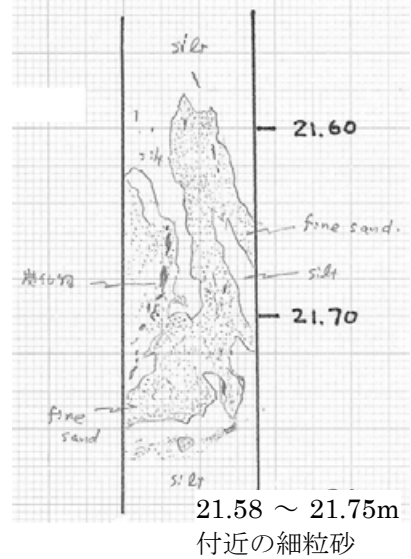 silt
21.60
silt
fine sand.
silt
炭化物
21.70
fine
sand
silt
21.58 ～ 21.75m
付近の細粒砂